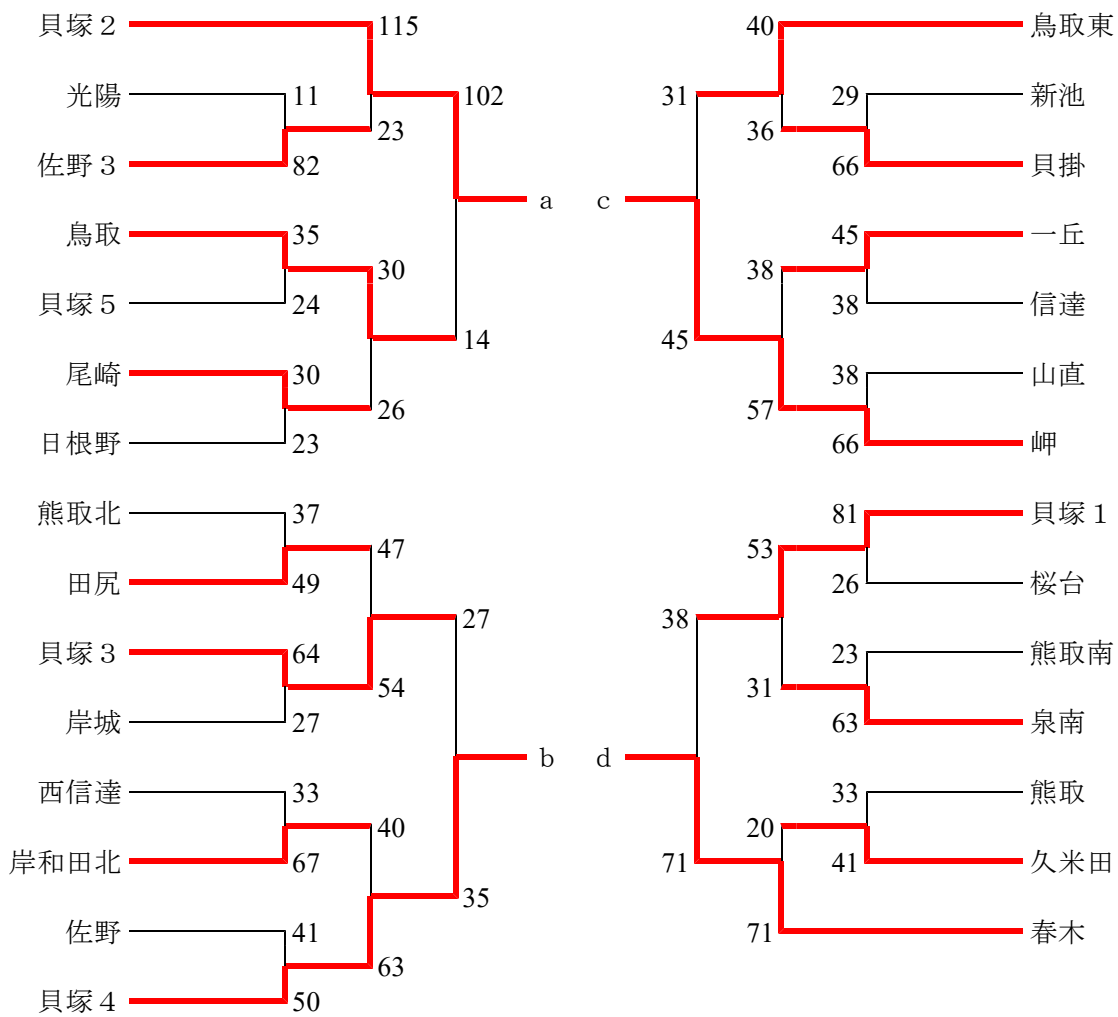 貝塚２ 115 40 鳥取東
光陽 11 102 31 29 新池
23 36
佐野３ 82 66 貝掛
a c
鳥取 35 45 一丘
30 38
貝塚５ 24 38 信達
14 45
尾崎 30 38 山直
26 57
日根野 23 66 岬
熊取北 37 81 貝塚１
47 53
田尻 49 26 桜台
27 38
貝塚３ 64 23 熊取南
54 31
岸城 27 63 泉南
b d
西信達 33 33 熊取
40 20
岸和田北 67 71 41 久米田
35
佐野 41 71 春木
63
貝塚４ 50